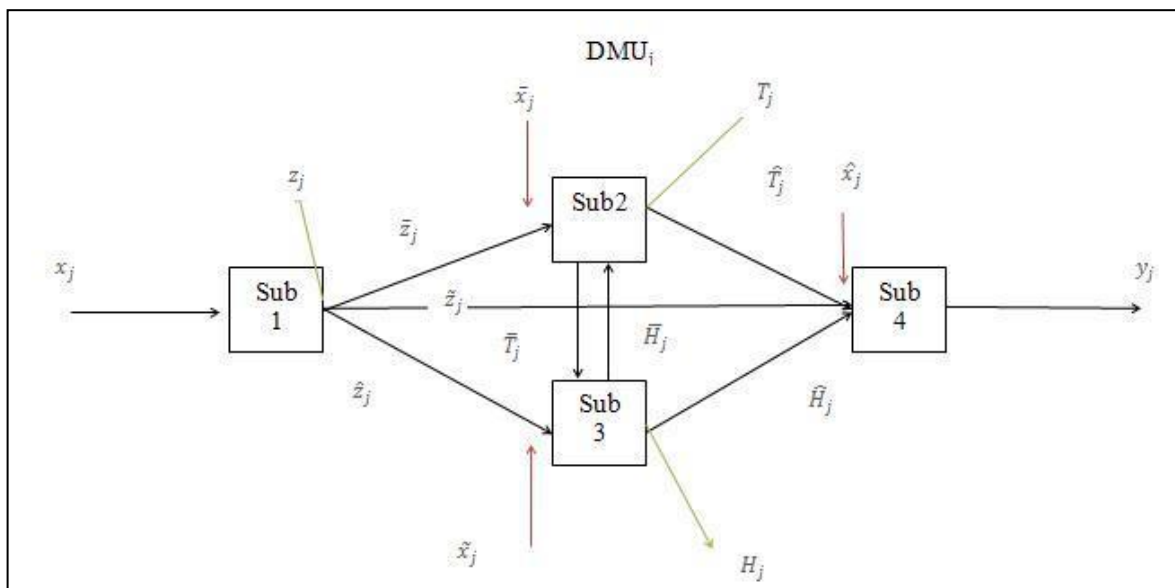 DMUⱼ
x̄ⱼ
Tⱼ
zⱼ
T̂ⱼ
x̂ⱼ
Sub2
z̄ⱼ
xⱼ
yⱼ
Sub
1
z̃ⱼ
Sub
4
T̄ⱼ
H̄ⱼ
ẑⱼ
Sub
3
Ĥⱼ
x̃ⱼ
Hⱼ